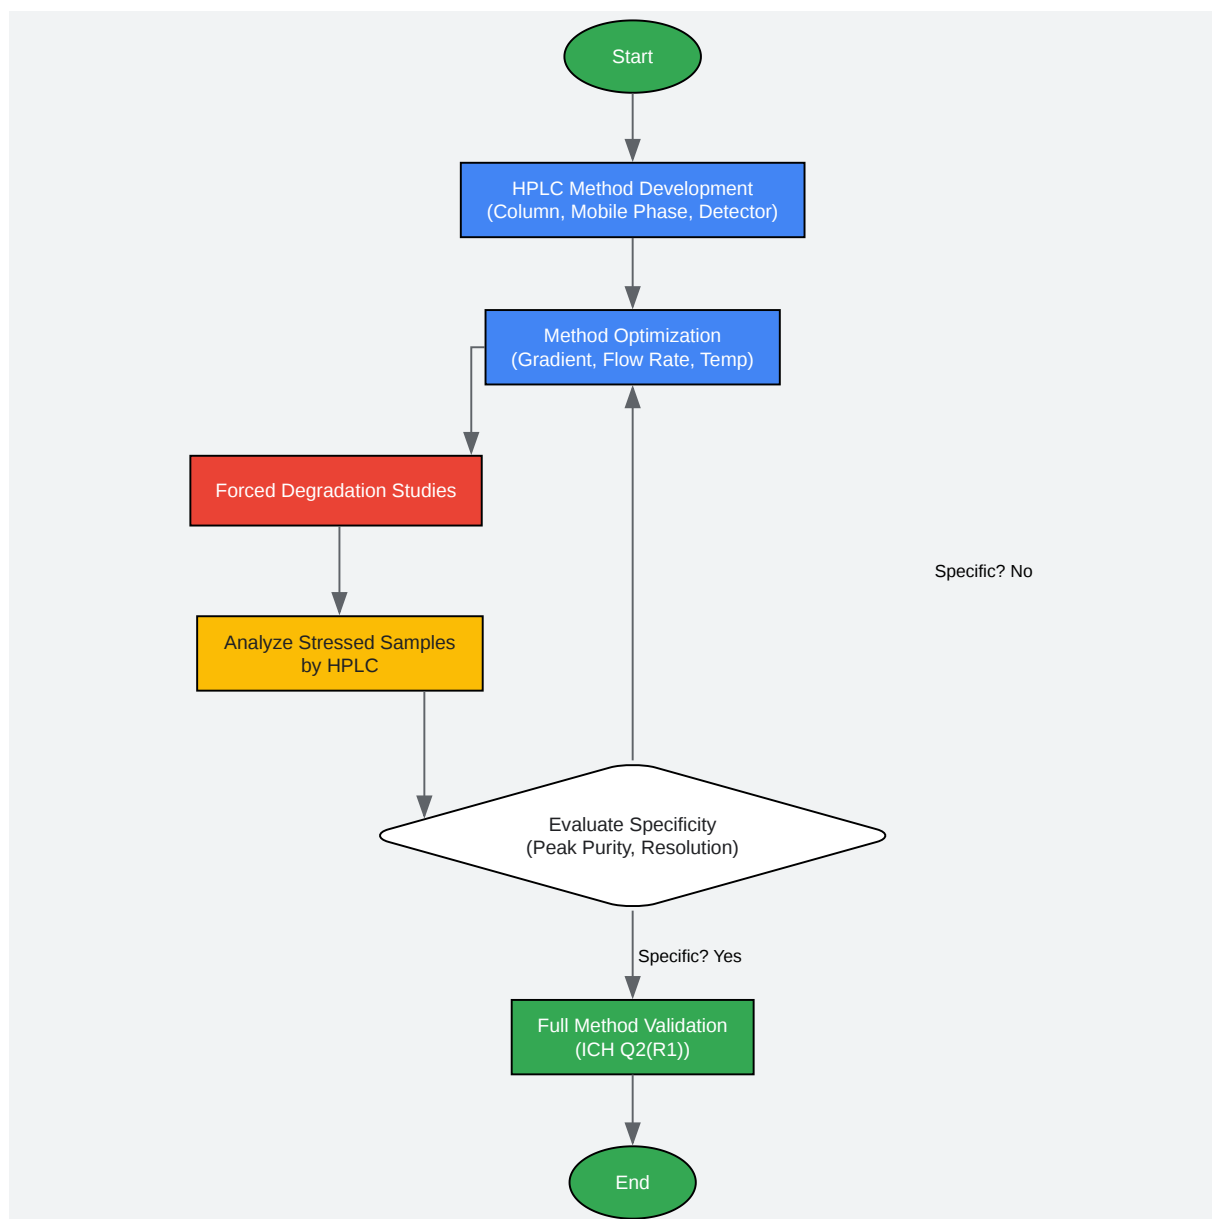 Start
HPLC Method Development
(Column, Mobile Phase, Detector)
Method Optimization
(Gradient, Flow Rate, Temp)
Forced Degradation Studies
Specific? No
Analyze Stressed Samples
by HPLC
Evaluate Specificity
(Peak Purity, Resolution)
Specific? Yes
Full Method Validation
(ICH Q2(R1))
End